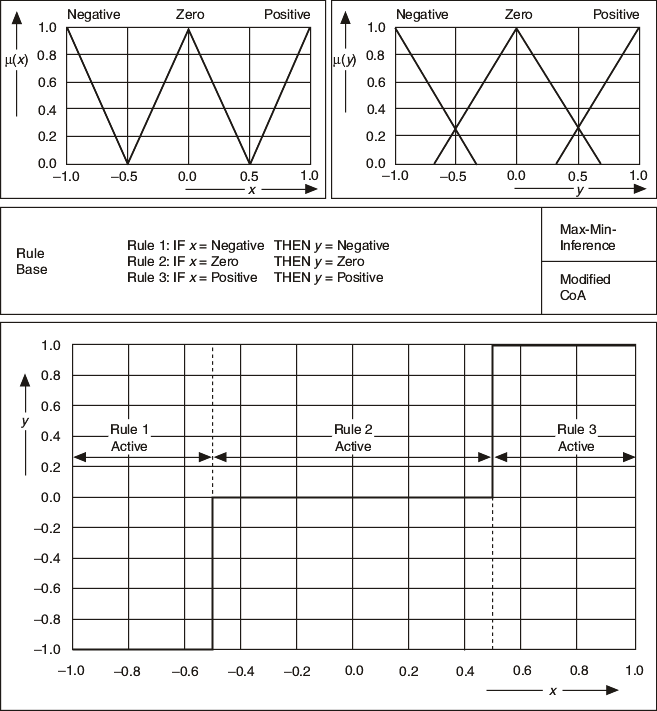 Negative Zero Positive
1.0
0.8
μ(x)
0.6
0.4
0.2
0.0
−1.0 −0.5 0.0 0.5 1.0
x
Negative Zero Positive
1.0
0.8
μ(y)
0.6
0.4
0.2
0.0
−1.0 −0.5 0.0 0.5 1.0
y
Rule
Base
Rule 1: IF x = Negative THEN y = Negative
Rule 2: IF x = Zero THEN y = Zero
Rule 3: IF x = Positive THEN y = Positive
Max-Min-
Inference
Modified
CoA
1.0
0.8
0.6
y
0.4
0.2
0.0
−0.2
−0.4
−0.6
−0.8
−1.0
Rule 1
Active
Rule 2
Active
Rule 3
Active
−1.0 −0.8 −0.6 −0.4 −0.2 0.0 0.2 0.4 0.6 0.8 1.0
x